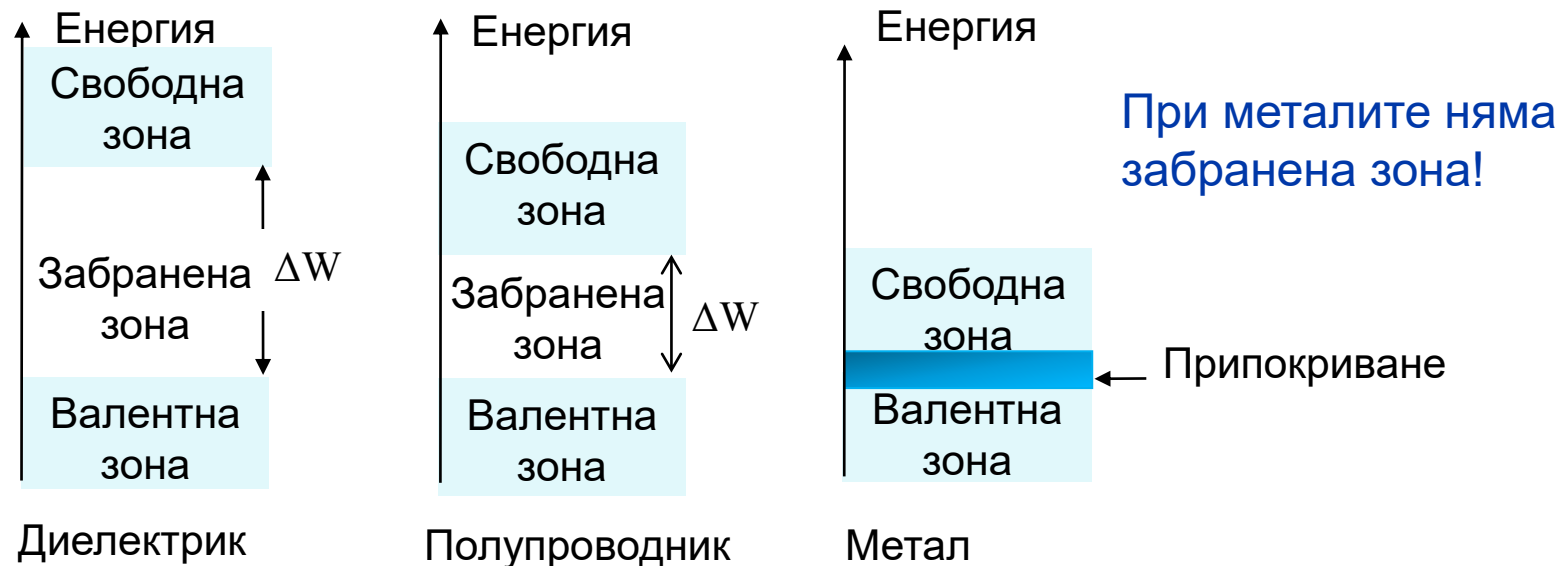 Енергия
Свободна
зона
Забранена
зона
ΔW
Валентна
зона
Диелектрик
Енергия
Свободна
зона
Забранена
зона
ΔW
Валентна
зона
Полупроводник
Енергия
Свободна
зона
Припокриване
Валентна
зона
Метал
При металите няма
забранена зона!